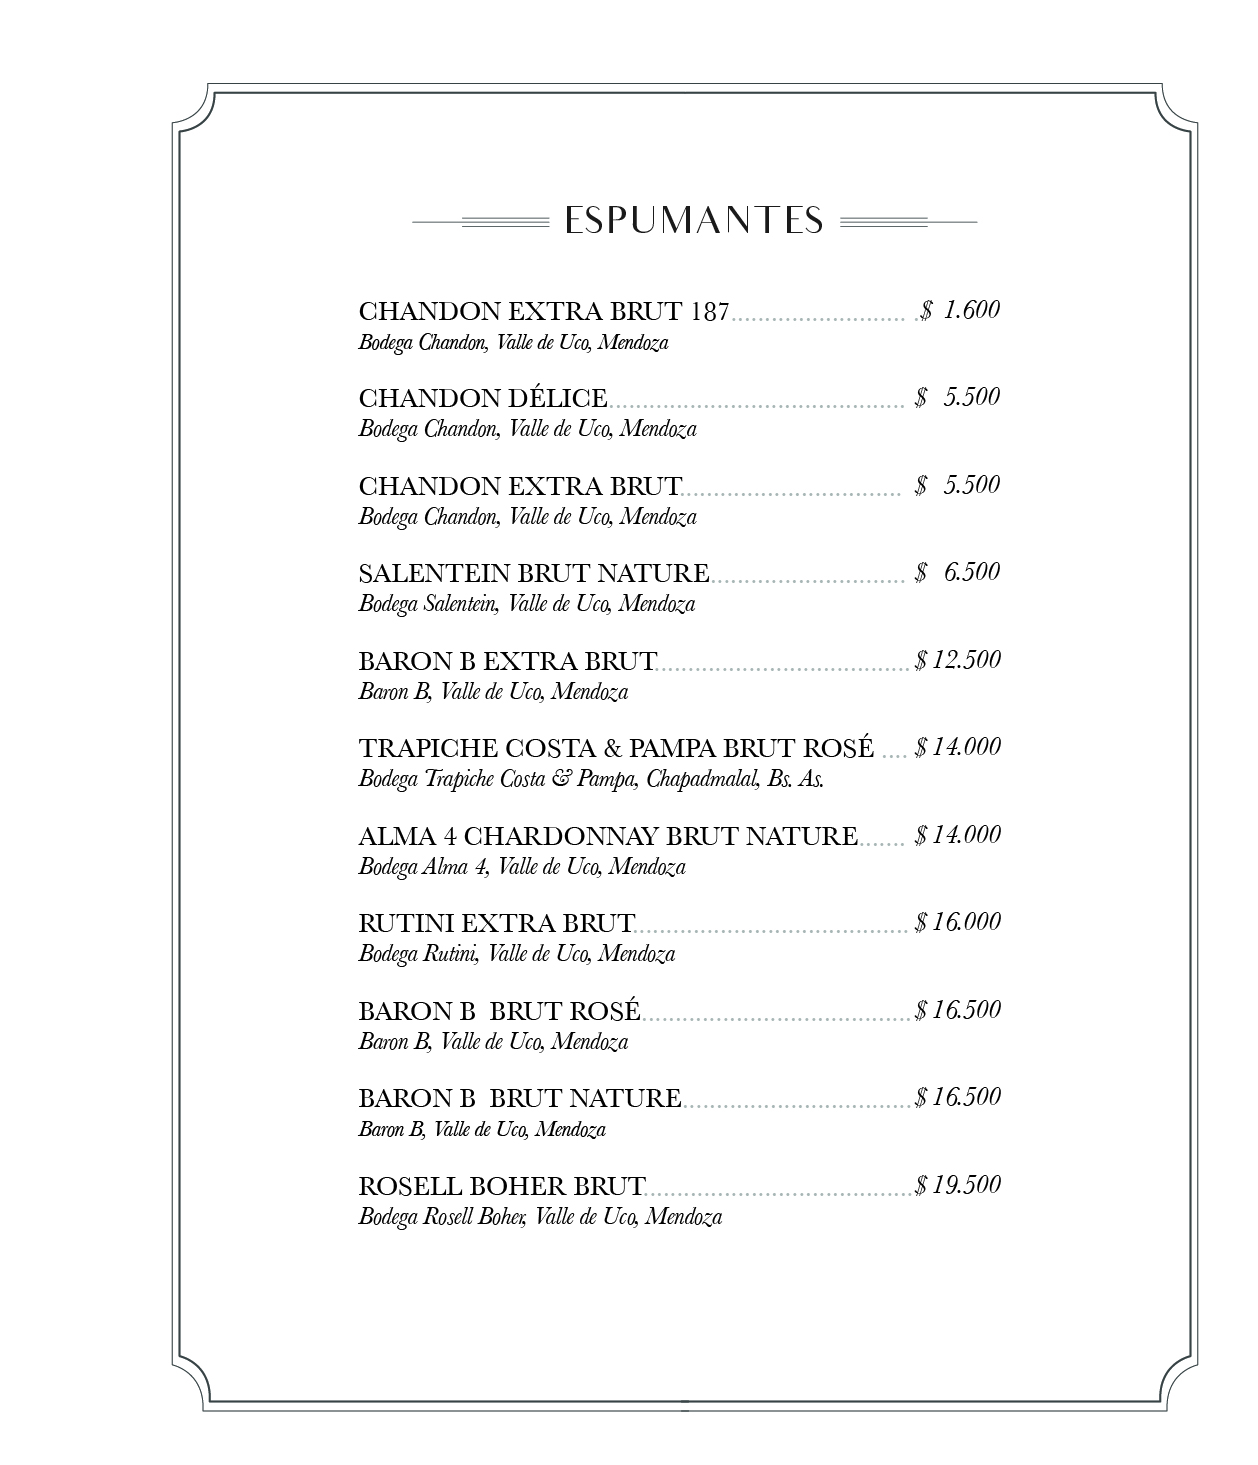 ESPUMANTES
CHANDON EXTRA BRUT 187.......................... .$ 1.600
Bodega Chandon, Valle de Uco, Mendoza
CHANDON DÉLICE............................................ $ 5.500
Bodega Chandon, Valle de Uco, Mendoza
CHANDON EXTRA BRUT................................. $ 5.500
Bodega Chandon, Valle de Uco, Mendoza
SALENTEIN BRUT NATURE............................. $ 6.500
Bodega Salentein, Valle de Uco, Mendoza
BARON B EXTRA BRUT......................................$ 12.500
Baron B, Valle de Uco, Mendoza
TRAPICHE COSTA & PAMPA BRUT ROSÉ .... $ 14.000
Bodega Trapiche Costa & Pampa, Chapadmalal, Bs. As.
ALMA 4 CHARDONNAY BRUT NATURE....... $ 14.000
Bodega Alma 4, Valle de Uco, Mendoza
RUTINI EXTRA BRUT.........................................$ 16.000
Bodega Rutini, Valle de Uco, Mendoza
BARON B  BRUT ROSÉ........................................$ 16.500
Baron B, Valle de Uco, Mendoza
BARON B  BRUT NATURE..................................$ 16.500
Baron B, Valle de Uco, Mendoza
ROSELL BOHER BRUT........................................$ 19.500
Bodega Rosell Boher, Valle de Uco, Mendoza